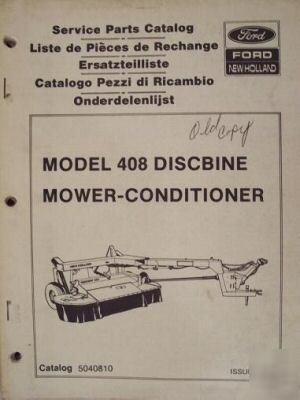 Service Parts Catalog
Liste de Pièces de Rechange
Ersatzteilliste
Catalogo Pezzi di Ricambio
Onderdelenlijst
Ford
FORD
NEW HOLLAND
Old copy
MODEL 408 DISCBINE
MOWER-CONDITIONER
Catalog 5040810
ISSU